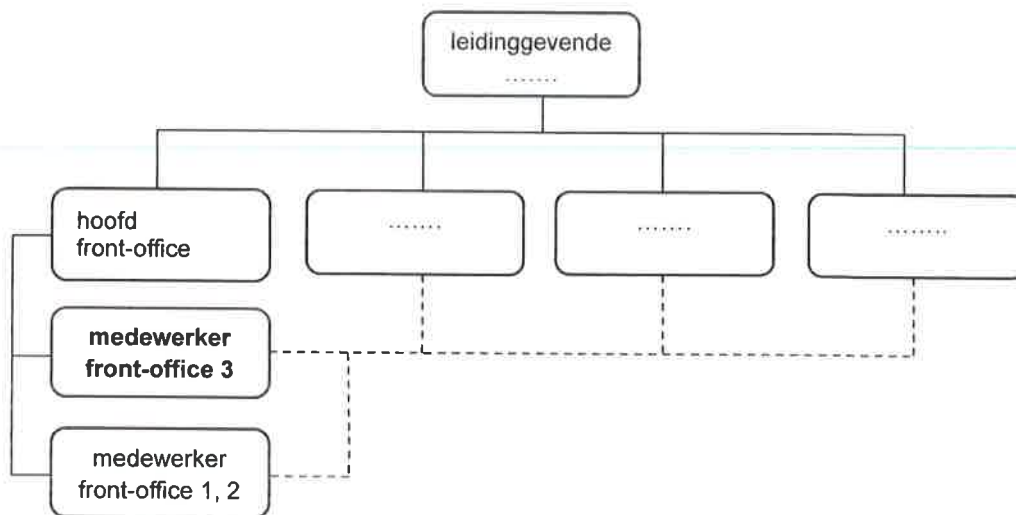 leidinggevende
.......
hoofd
front-office
.......
.......
........
medewerker
front-office 3
medewerker
front-office 1, 2